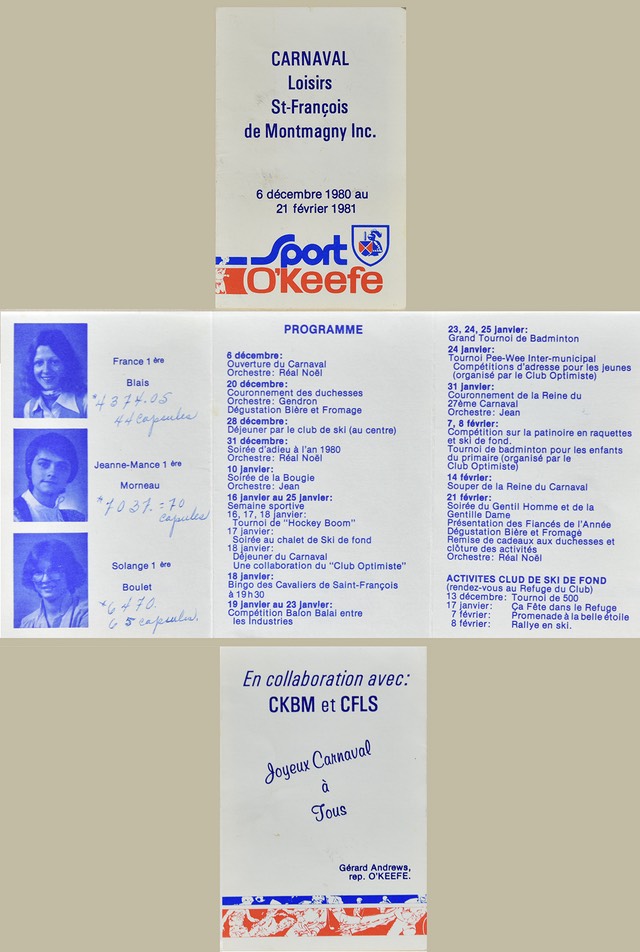 CARNAVAL
Loisirs
St-François
de Montmagny Inc.
6 décembre 1980 au
21 février 1981
Sport
O'Keefe
France 1 ère
Blais
*4 374.05
44 capsules
Jeanne-Mance 1 ère
Morneau
*7037.=70
capsules
Solange 1 ère
Boulet
*6470.
65 capsules.
PROGRAMME
6 décembre:
Ouverture du Carnaval
Orchestre: Réal Noël
20 décembre:
Couronnement des duchesses
Orchestre: Gendron
Dégustation Bière et Fromage
28 décembre:
Déjeuner par le club de ski (au centre)
31 décembre:
Soirée d'adieu à l'an 1980
Orchestre: Réal Noël
10 janvier:
Soirée de la Bougie
Orchestre: Jean
16 janvier au 25 janvier:
Semaine sportive
16, 17, 18 janvier:
Tournoi de "Hockey Boom"
17 janvier:
Soirée au chalet de Ski de fond
18 janvier:
Déjeuner du Carnaval
Une collaboration du "Club Optimiste"
18 janvier:
Bingo des Cavaliers de Saint-François
à 19h30
19 janvier au 23 janvier:
Compétition Balon Balai entre
les Industries
23, 24, 25 janvier:
Grand Tournoi de Badminton
24 janvier:
Tournoi Pee-Wee Inter-municipal
Compétitions d'adresse pour les jeunes
(organisé par le Club Optimiste)
31 janvier:
Couronnement de la Reine du
27ème Carnaval
Orchestre: Jean
7, 8 février:
Compétition sur la patinoire en raquettes
et ski de fond.
Tournoi de badminton pour les enfants
du primaire (organisé par le
Club Optimiste)
14 février:
Souper de la Reine du Carnaval
21 février:
Soirée du Gentil Homme et de la
Gentille Dame
Présentation des Fiancés de l'Année
Dégustation Bière et Fromage
Remise de cadeaux aux duchesses et
clôture des activités
Orchestre: Réal Noël
ACTIVITES CLUD DE SKI DE FOND
(rendez-vous au Refuge du Club)
13 décembre: Tournoi de 500
17 janvier: Ça Fête dans le Refuge
7 février: Promenade à la belle étoile
8 février: Rallye en ski.
En collaboration avec:
CKBM et CFLS
Joyeux Carnaval
à
Tous
Gérard Andrews,
rep. O'KEEFE.